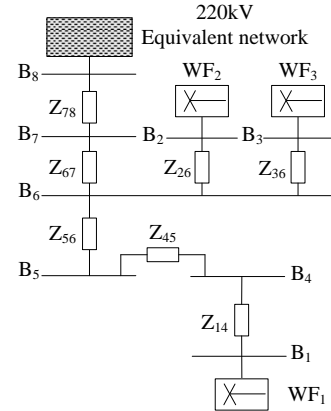 220kV
Equivalent network
B₈
Z₇₈
WF₂
WF₃
B₇
B₂
B₃
Z₆₇
Z₂₆
Z₃₆
B₆
Z₅₆
Z₄₅
B₅
B₄
Z₁₄
B₁
WF₁